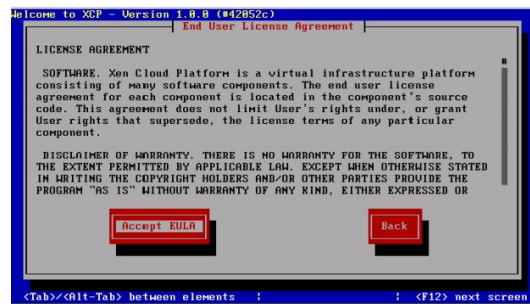 Welcome to XCP - Version 1.0.0 (#42052c)
End User License Agreement
LICENSE AGREEMENT
SOFTWARE. Xen Cloud Platform is a virtual infrastructure platform
consisting of many software components. The end user license
agreement for each component is located in the component's source
code. This agreement does not limit User's rights under, or grant
User rights that supersede, the license terms of any particular
component.
DISCLAIMER OF WARRANTY. THERE IS NO WARRANTY FOR THE SOFTWARE, TO
THE EXTENT PERMITTED BY APPLICABLE LAW. EXCEPT WHEN OTHERWISE STATED
IN WRITING THE COPYRIGHT HOLDERS AND/OR OTHER PARTIES PROVIDE THE
PROGRAM "AS IS" WITHOUT WARRANTY OF ANY KIND, EITHER EXPRESSED OR
Accept EULA
Back
<Tab>/<Alt-Tab> between elements | | <F12> next screen